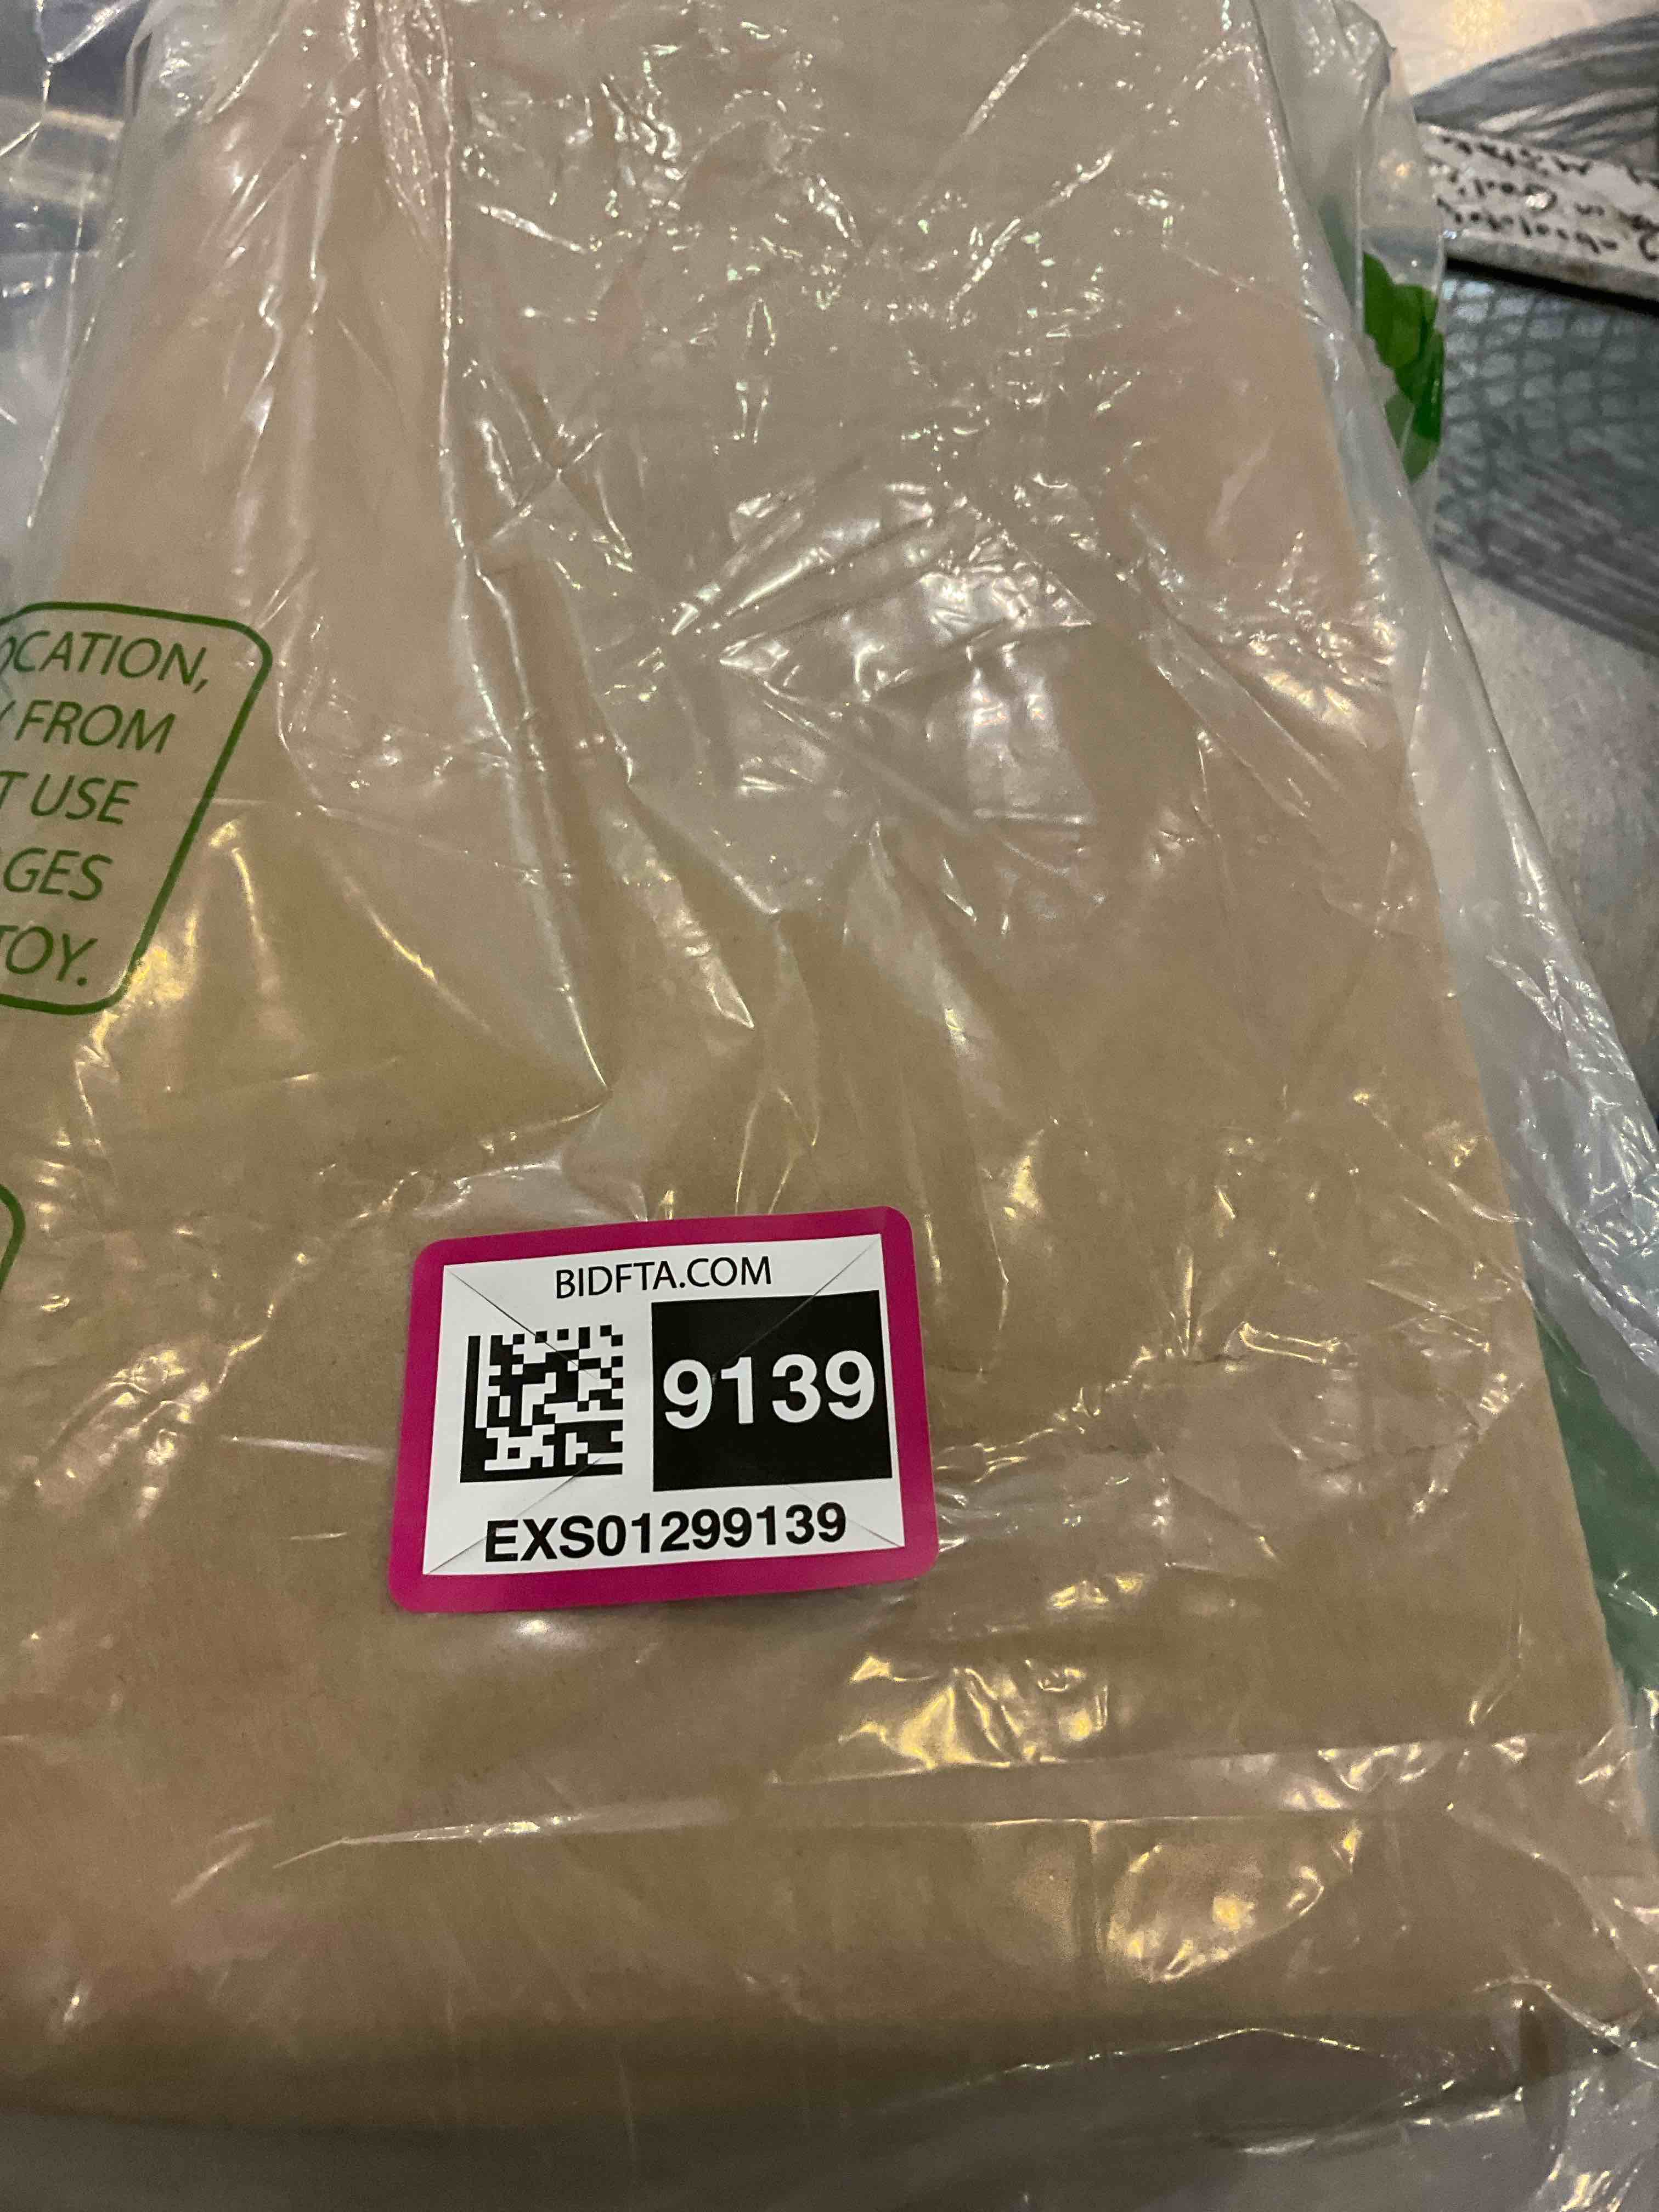 OCATION,
FROM
T USE
GES
TOY.
BIDFTA.COM
9139
EXS01299139